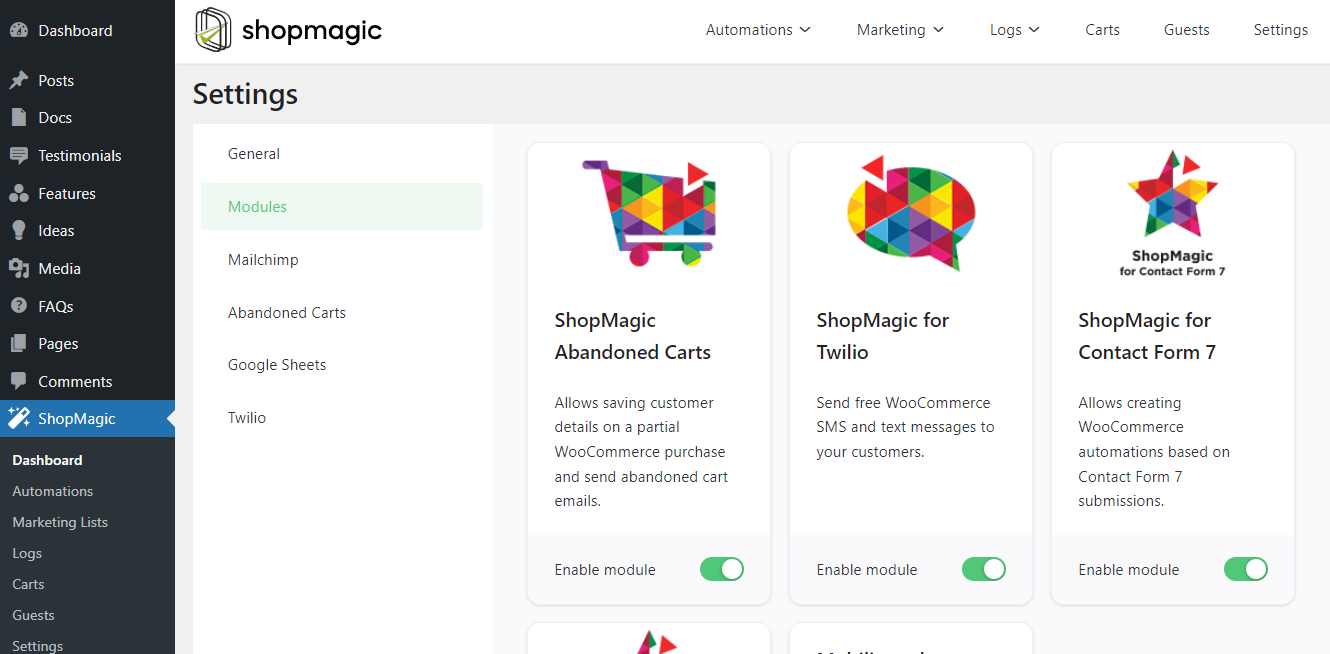 Dashboard
Posts
Docs
Testimonials
Features
Ideas
Media
FAQs
Pages
Comments
ShopMagic
Dashboard
Automations
Marketing Lists
Logs
Carts
Guests
Settings
shopmagic
Automations
Marketing
Logs
Carts
Guests
Settings
Settings
General
Modules
Mailchimp
Abandoned Carts
Google Sheets
Twilio
ShopMagic
Abandoned Carts
Allows saving customer
details on a partial
WooCommerce purchase
and send abandoned cart
emails.
Enable module
ShopMagic for
Twilio
Send free WooCommerce
SMS and text messages to
your customers.
Enable module
ShopMagic
for Contact Form 7
ShopMagic for
Contact Form 7
Allows creating
WooCommerce
automations based on
Contact Form 7
submissions.
Enable module